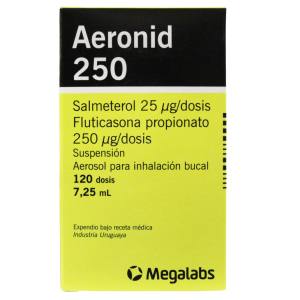 Aeronid
250
Salmeterol 25 µg/dosis
Fluticasona propionato
250 µg/dosis
Suspensión
Aerosol para inhalación bucal
120 dosis
7,25 mL
Expendio bajo receta médica
Industria Uruguaya
Megalabs